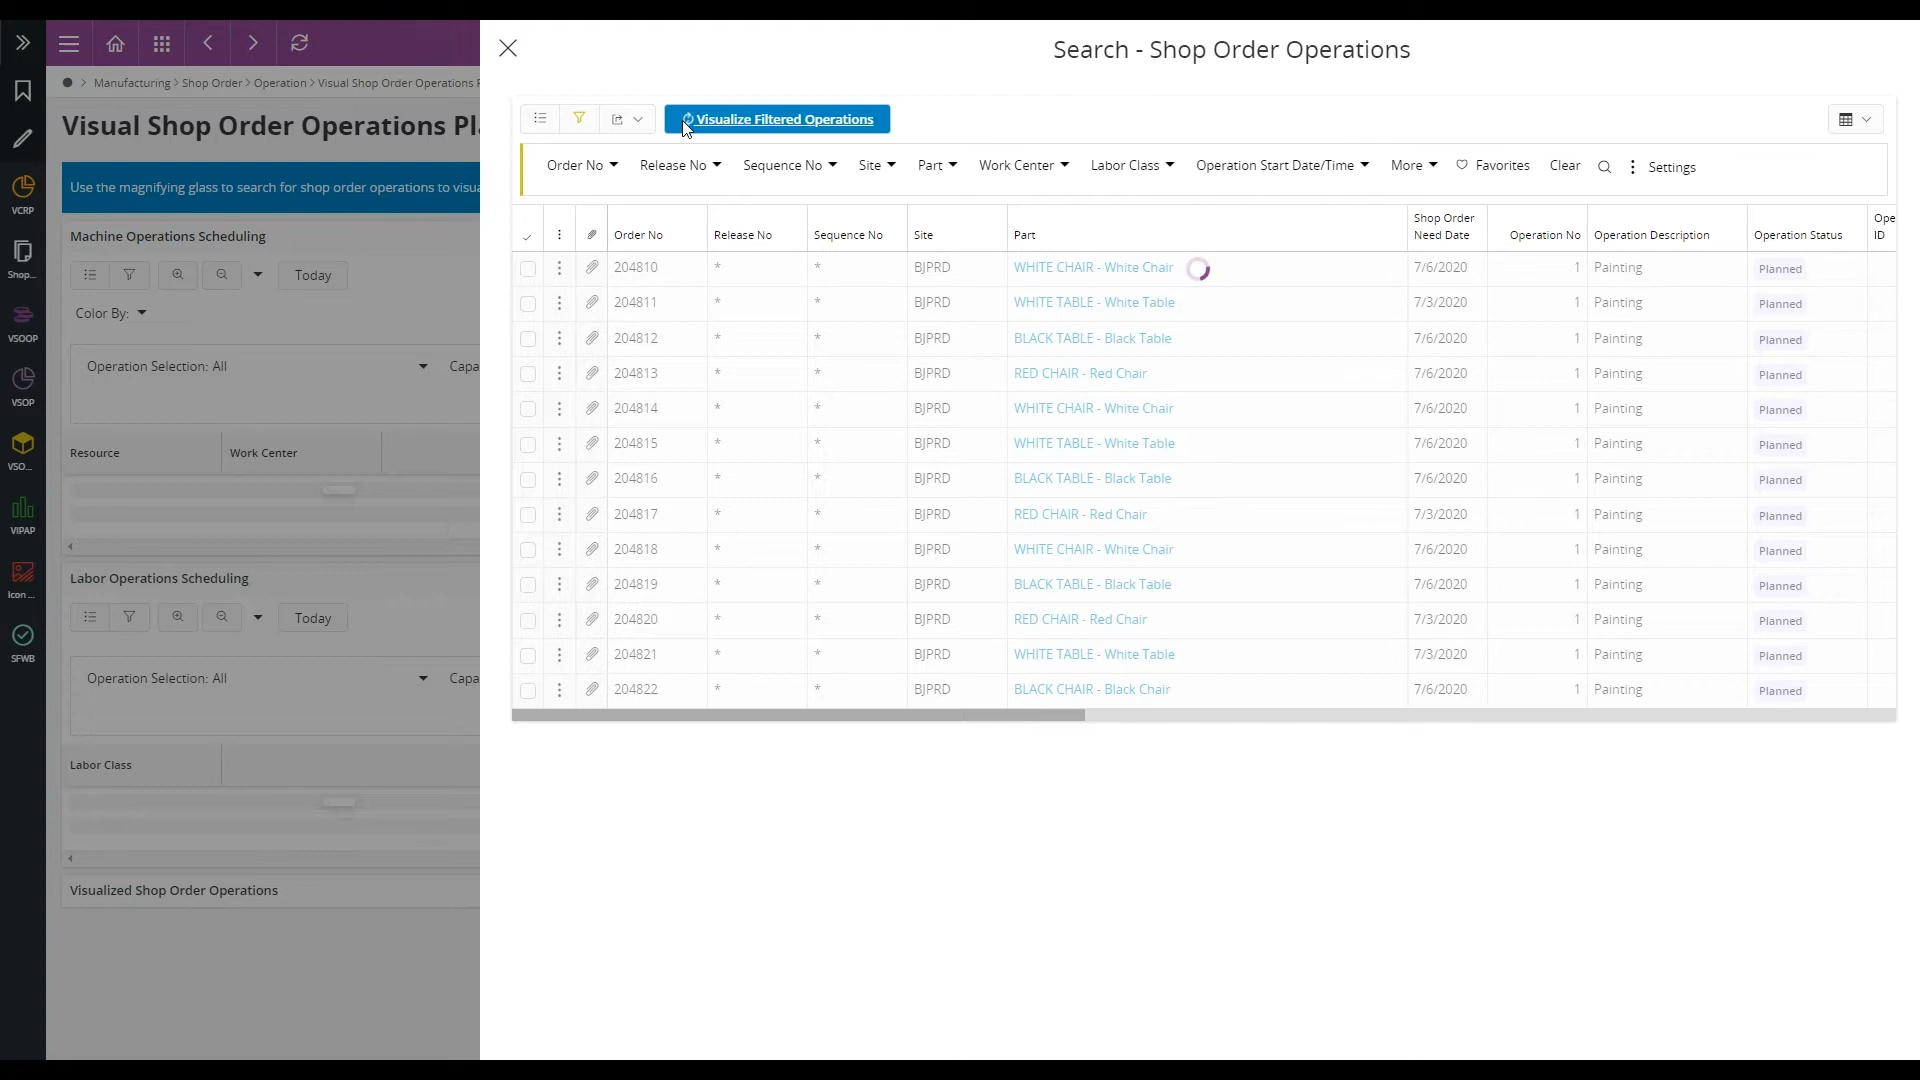 Search - Shop Order Operations
Manufacturing > Shop Order > Operation > Visual Shop Order Operations
Visual Shop Order Operations
Use the magnifying glass to search for shop order operations to
Machine Operations Scheduling
Today
Color By:
Operation Selection: All
Resource Work Center
Labor Operations Scheduling
Today
Operation Selection: All
Labor Class
Visualized Shop Order Operations
VCRP
Shop...
VSOOP
VSOP
VSO...
VIPAP
Icon ...
SFWB
Visualize Filtered Operations
Order No Release No Sequence No Site Part Work Center Labor Class Operation Start Date/Time More Favorites Clear Settings
Order No Release No Sequence No Site Part Shop Order Need Date Operation No Operation Description Operation Status Ope ID
204810 * * BJPRD WHITE CHAIR - White Chair 7/6/2020 1 Painting Planned
204811 * * BJPRD WHITE TABLE - White Table 7/3/2020 1 Painting Planned
204812 * * BJPRD BLACK TABLE - Black Table 7/6/2020 1 Painting Planned
204813 * * BJPRD RED CHAIR - Red Chair 7/6/2020 1 Painting Planned
204814 * * BJPRD WHITE CHAIR - White Chair 7/6/2020 1 Painting Planned
204815 * * BJPRD WHITE TABLE - White Table 7/6/2020 1 Painting Planned
204816 * * BJPRD BLACK TABLE - Black Table 7/6/2020 1 Painting Planned
204817 * * BJPRD RED CHAIR - Red Chair 7/3/2020 1 Painting Planned
204818 * * BJPRD WHITE CHAIR - White Chair 7/6/2020 1 Painting Planned
204819 * * BJPRD BLACK TABLE - Black Table 7/6/2020 1 Painting Planned
204820 * * BJPRD RED CHAIR - Red Chair 7/3/2020 1 Painting Planned
204821 * * BJPRD WHITE TABLE - White Table 7/3/2020 1 Painting Planned
204822 * * BJPRD BLACK CHAIR - Black Chair 7/6/2020 1 Painting Planned